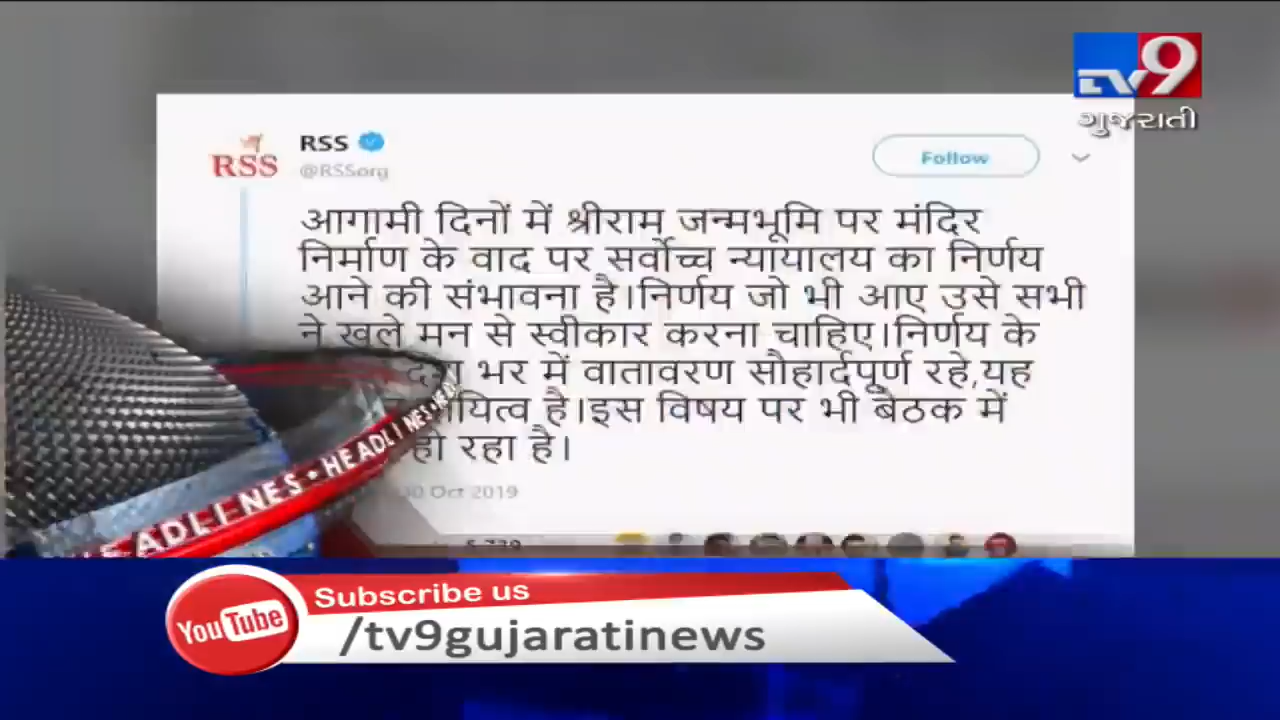 TV9
ગુજરાતી
RSS
RSS
@RSSorg
Follow
आगामी दिनों में श्रीराम जन्मभूमि पर मंदिर
निर्माण के वाद पर सर्वोच्च न्यायालय का निर्णय
आने की संभावना है।निर्णय जो भी आए उसे सभी
ने खुले मन से स्वीकार करना चाहिए।निर्णय के
भर में वातावरण सौहार्दपूर्ण रहे,यह
है।इस विषय पर भी बैठक में
हो रहा है।
30 Oct 2019
HEADLINES • HEADLINES
Subscribe us
YouTube
/tv9gujaratinews